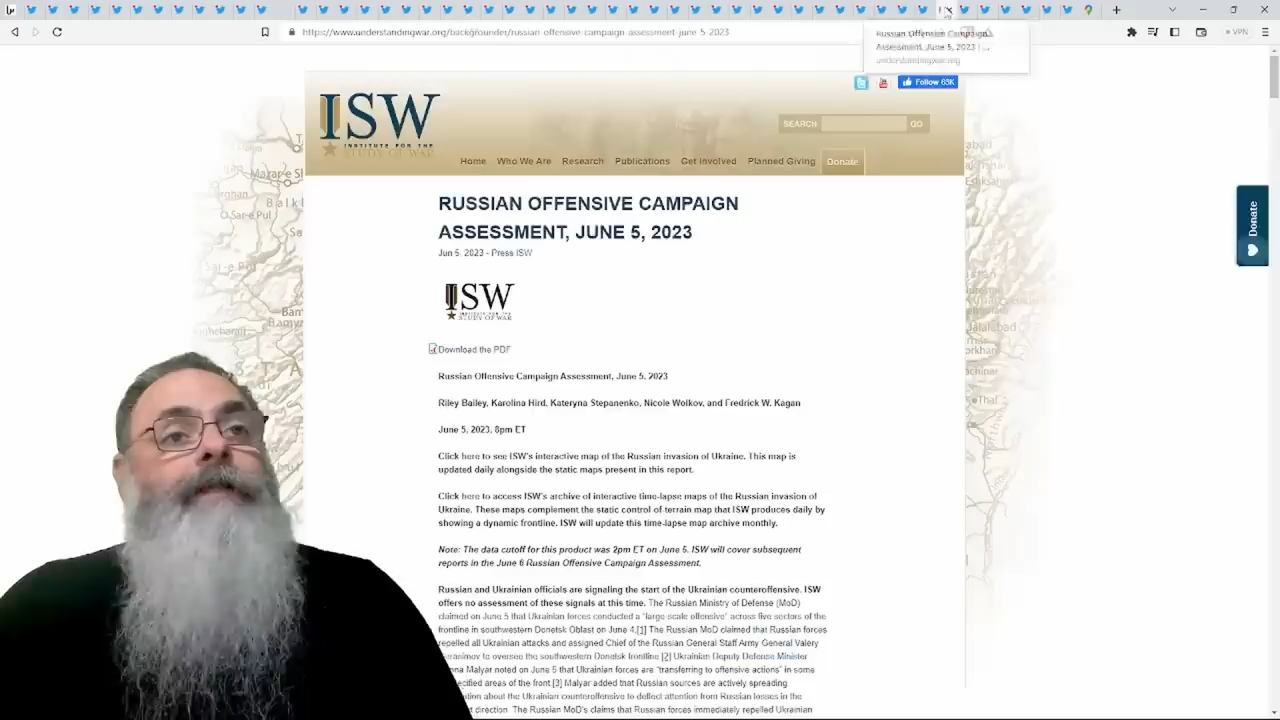 https://www.understandingwar.org/backgrounder/russian-offensive-campaign-assessment-june-5-2023
VPN
Russian Offensive Campaign
Assessment, June 5, 2023 | ...
understandingwar.org
Follow 65K
ISW
INSTITUTE FOR THE
STUDY OF WAR
SEARCH
GO
Home Who We Are Research Publications Get Involved Planned Giving Donate
RUSSIAN OFFENSIVE CAMPAIGN
ASSESSMENT, JUNE 5, 2023
Jun 5, 2023 - Press ISW
ISW
INSTITUTE FOR THE
STUDY OF WAR
Download the PDF
Russian Offensive Campaign Assessment, June 5, 2023
Riley Bailey, Karolina Hird, Kateryna Stepanenko, Nicole Wolkov, and Fredrick W. Kagan
June 5, 2023, 8pm ET
Click here to see ISW's interactive map of the Russian invasion of Ukraine. This map is
updated daily alongside the static maps present in this report.
Click here to access ISW's archive of interactive time-lapse maps of the Russian invasion of
Ukraine. These maps complement the static control of terrain map that ISW produces daily by
showing a dynamic frontline. ISW will update this time-lapse map archive monthly.
Note: The data cutoff for this product was 2pm ET on June 5. ISW will cover subsequent
reports in the June 6 Russian Offensive Campaign Assessment.
Russian and Ukrainian officials are signaling the start of the Ukrainian counteroffensive. ISW
offers no assessment of these signals at this time. The Russian Ministry of Defense (MoD)
claimed on June 5 that Ukrainian forces conducted a "large-scale offensive" across five sectors of the
frontline in southwestern Donetsk Oblast on June 4.[1] The Russian MoD claimed that Russian forces
repelled all Ukrainian attacks and assigned Chief of the Russian General Staff Army General Valery
to oversee the southwestern Donetsk frontline.[2] Ukrainian Deputy Defense Minister
Malyar noted on June 5 that Ukrainian forces are "transferring to offensive actions" in some
areas of the front.[3] Malyar added that Russian sources are actively spreading
about the Ukrainian counteroffensive to deflect attention from Russian losses in the
direction. The Russian MoD's claims that Russian forces immediately repelled Ukrainian
Donate
Sar-e Pul